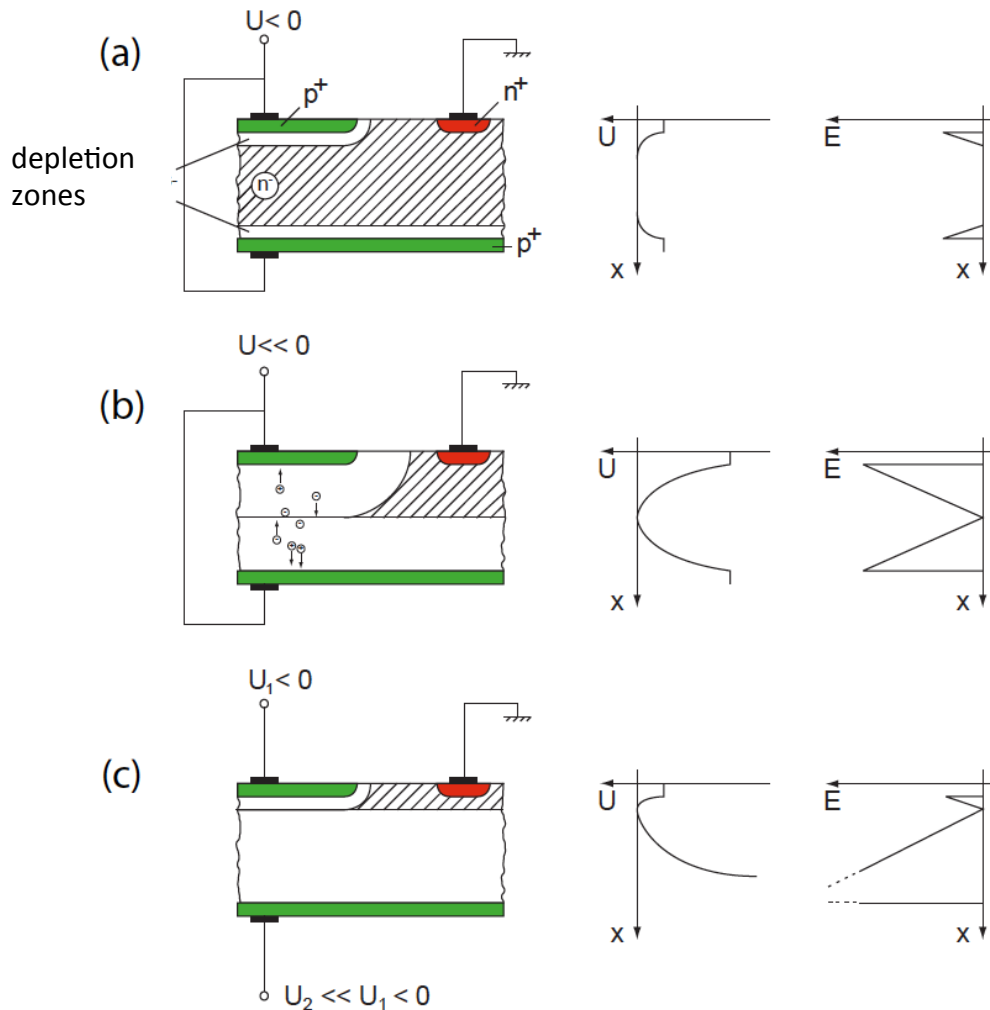 (a)
U< 0
p⁺
n⁺
depletion
zones
n⁻
p⁺
U
E
x
x
U<< 0
(b)
U
E
x
x
U₁< 0
(c)
U
E
x
x
U₂ << U₁ < 0